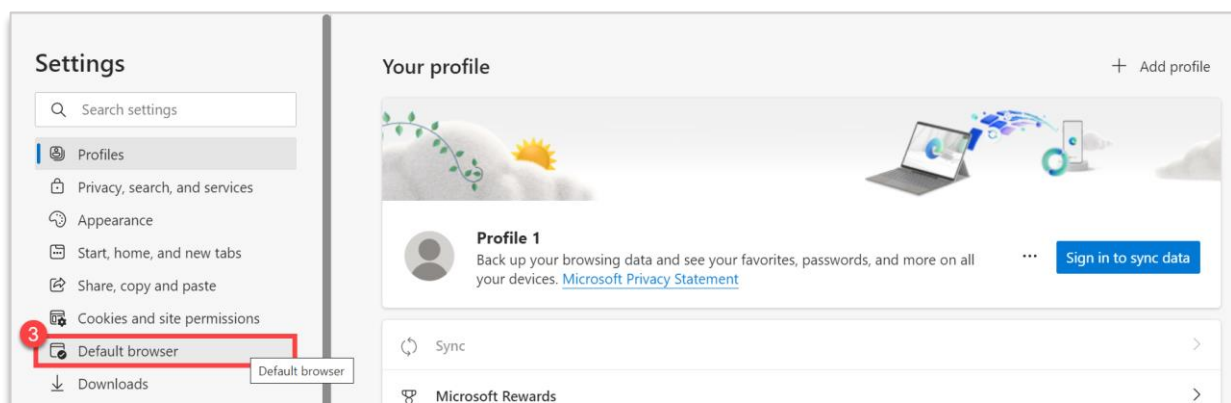 Settings
Search settings
Profiles
Privacy, search, and services
Appearance
Start, home, and new tabs
Share, copy and paste
Cookies and site permissions
3
Default browser
Default browser
Downloads
Your profile
Add profile
Profile 1
Back up your browsing data and see your favorites, passwords, and more on all
your devices. Microsoft Privacy Statement
... Sign in to sync data
Sync
Microsoft Rewards